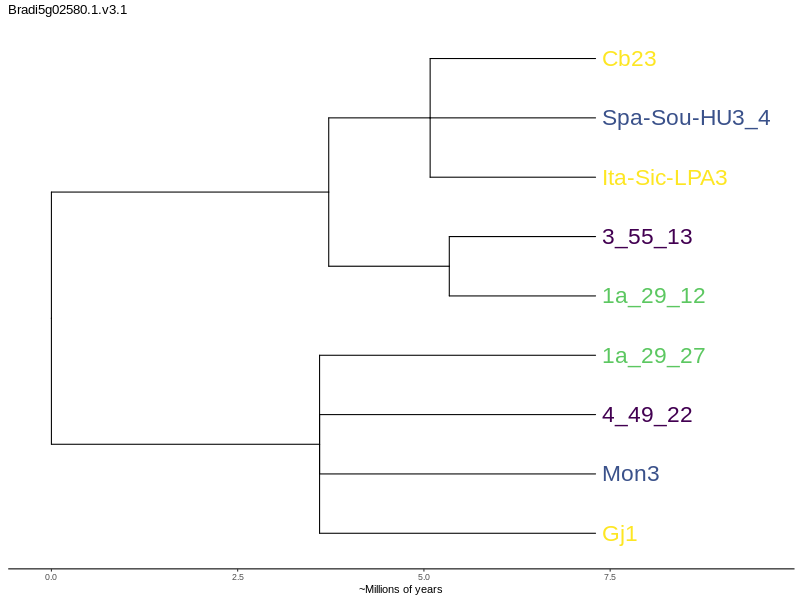 Bradi5g02580.1.v3.1
Cb23
Spa-Sou-HU3_4
Ita-Sic-LPA3
3_55_13
1a_29_12
1a_29_27
4_49_22
Mon3
Gj1
0.0 2.5 5.0 7.5
~Millions of years